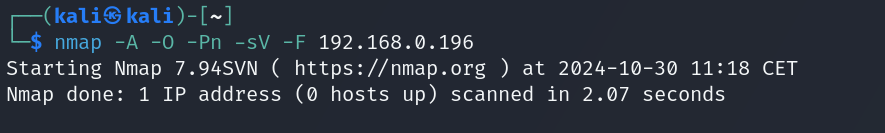 ┌──(kali㉿kali)-[~]
└─$ nmap -A -O -Pn -sV -F 192.168.0.196
Starting Nmap 7.94SVN ( https://nmap.org ) at 2024-10-30 11:18 CET
Nmap done: 1 IP address (0 hosts up) scanned in 2.07 seconds